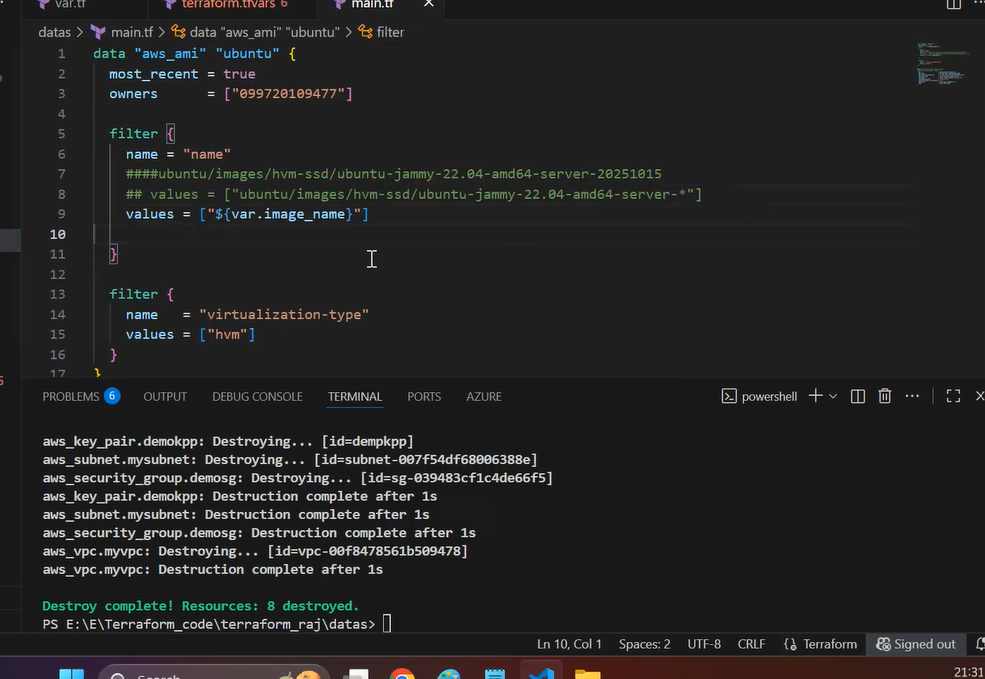 var.tf terraform.tfvars 6 main.tf
datas > main.tf > data "aws_ami" "ubuntu" > filter
1 data "aws_ami" "ubuntu" {
2 most_recent = true
3 owners = ["099720109477"]
4
5 filter {
6 name = "name"
7 ####ubuntu/images/hvm-ssd/ubuntu-jammy-22.04-amd64-server-20251015
8 ## values = ["ubuntu/images/hvm-ssd/ubuntu-jammy-22.04-amd64-server-*"]
9 values = ["${var.image_name}"]
10
11 }
12
13 filter {
14 name = "virtualization-type"
15 values = ["hvm"]
16 }
17 }
PROBLEMS 6 OUTPUT DEBUG CONSOLE TERMINAL PORTS AZURE powershell
aws_key_pair.demokpp: Destroying... [id=dempkpp]
aws_subnet.mysubnet: Destroying... [id=subnet-007f54df68006388e]
aws_security_group.demosg: Destroying... [id=sg-039483cf1c4de66f5]
aws_key_pair.demokpp: Destruction complete after 1s
aws_subnet.mysubnet: Destruction complete after 1s
aws_security_group.demosg: Destruction complete after 1s
aws_vpc.myvpc: Destroying... [id=vpc-00f8478561b509478]
aws_vpc.myvpc: Destruction complete after 1s
Destroy complete! Resources: 8 destroyed.
PS E:\E\Terraform_code\terraform_raj\datas>
Ln 10, Col 1 Spaces: 2 UTF-8 CRLF {} Terraform Signed out
Search 21:31